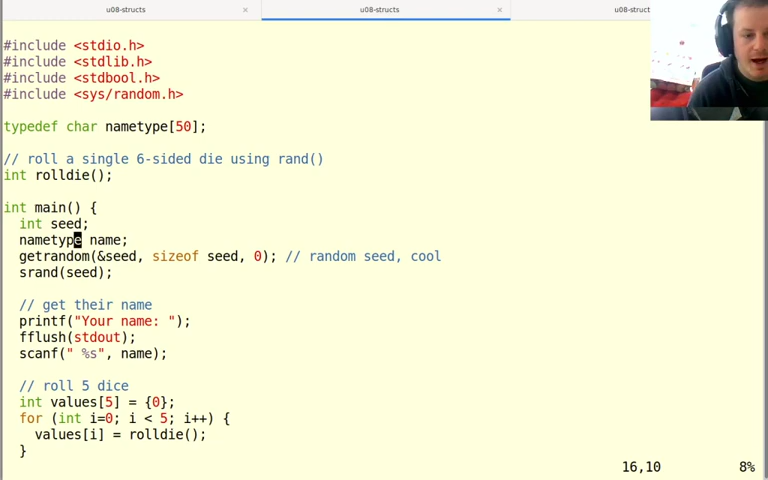 u08-structs × u08-structs × u08-struct
#include <stdio.h>
#include <stdlib.h>
#include <stdbool.h>
#include <sys/random.h>
typedef char nametype[50];
// roll a single 6-sided die using rand()
int rolldie();
int main() {
  int seed;
  nametype name;
  getrandom(&seed, sizeof seed, 0); // random seed, cool
  srand(seed);
  // get their name
  printf("Your name: ");
  fflush(stdout);
  scanf(" %s", name);
  // roll 5 dice
  int values[5] = {0};
  for (int i=0; i < 5; i++) {
    values[i] = rolldie();
  }
16,10 8%